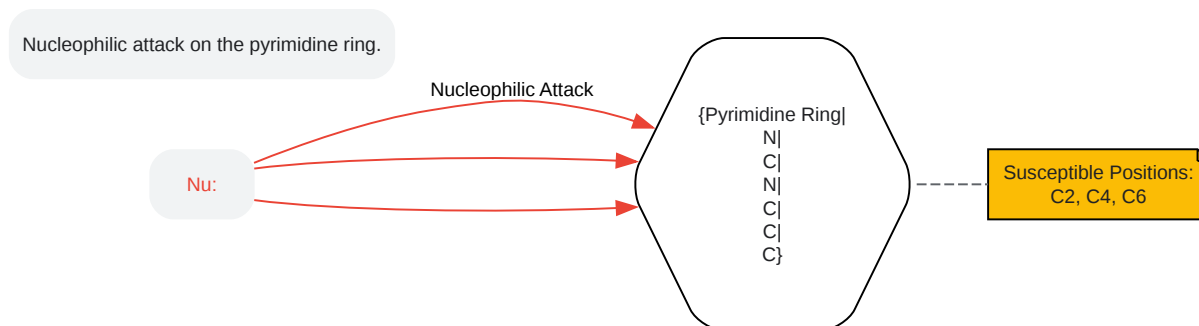 Nucleophilic attack on the pyrimidine ring.
Nucleophilic Attack
Nu:
{Pyrimidine Ring|
N|
C|
N|
C|
C|
C}
Susceptible Positions:
C2, C4, C6